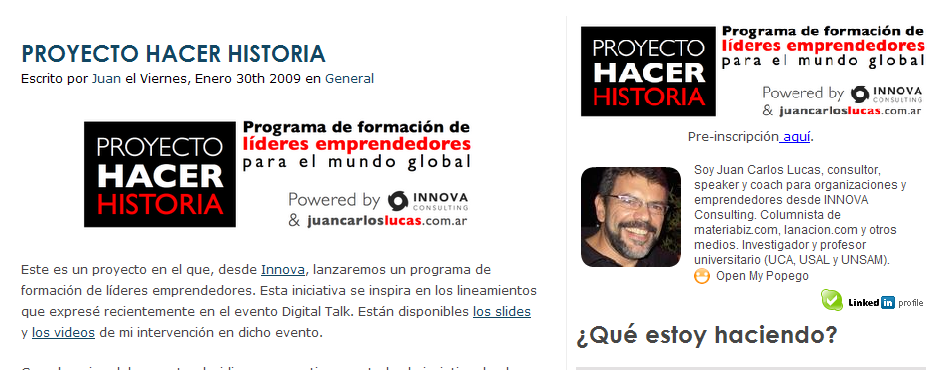 PROYECTO HACER HISTORIA
Escrito por Juan el Viernes, Enero 30th 2009 en General
PROYECTO
HACER
HISTORIA
Programa de formación de
líderes emprendedores
para el mundo global
Powered by INNOVA
CONSULTING
& juancarloslucas.com.ar
Este es un proyecto en el que, desde Innova, lanzaremos un programa de
formación de líderes emprendedores. Esta iniciativa se inspira en los lineamientos
que expresé recientemente en el evento Digital Talk. Están disponibles los slides
y los videos de mi intervención en dicho evento.
PROYECTO
HACER
HISTORIA
Programa de formación de
líderes emprendedores
para el mundo global
Powered by INNOVA
CONSULTING
& juancarloslucas.com.ar
Pre-inscripción aquí.
Soy Juan Carlos Lucas, consultor,
speaker y coach para organizaciones y
emprendedores desde INNOVA
Consulting. Columnista de
materiabiz.com, lanacion.com y otros
medios. Investigador y profesor
universitario (UCA, USAL y UNSAM).
Open My Popego
Linked in profile
¿Qué estoy haciendo?